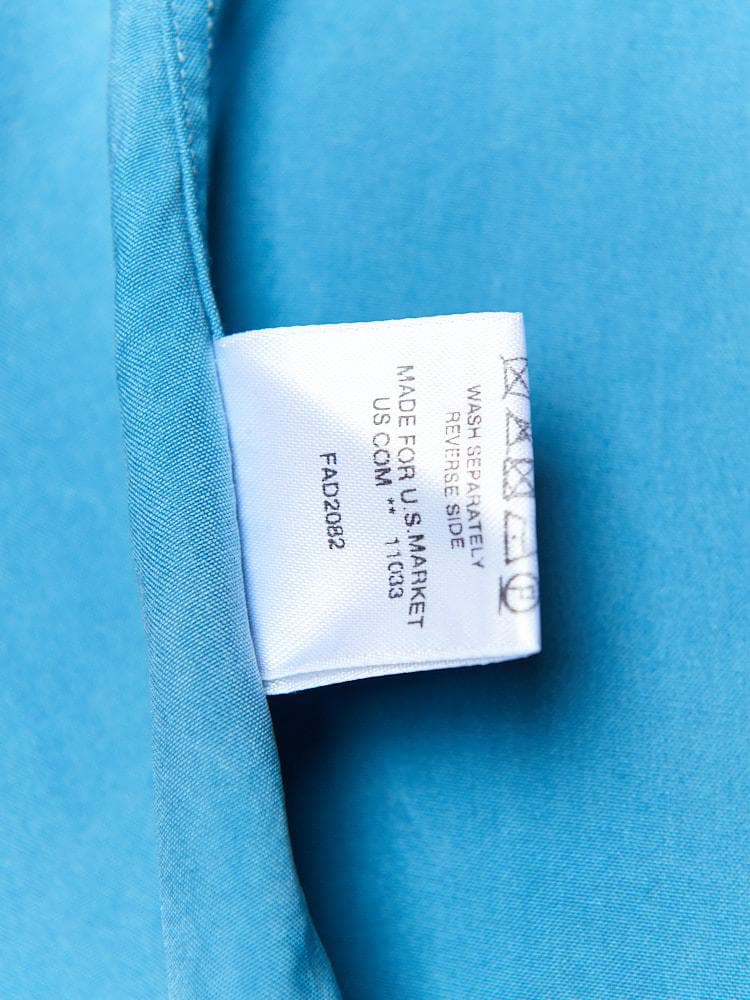 WASH SEPARATELY
REVERSE SIDE
MADE FOR U.S.MARKET
US COM ** 11033
FAD2082